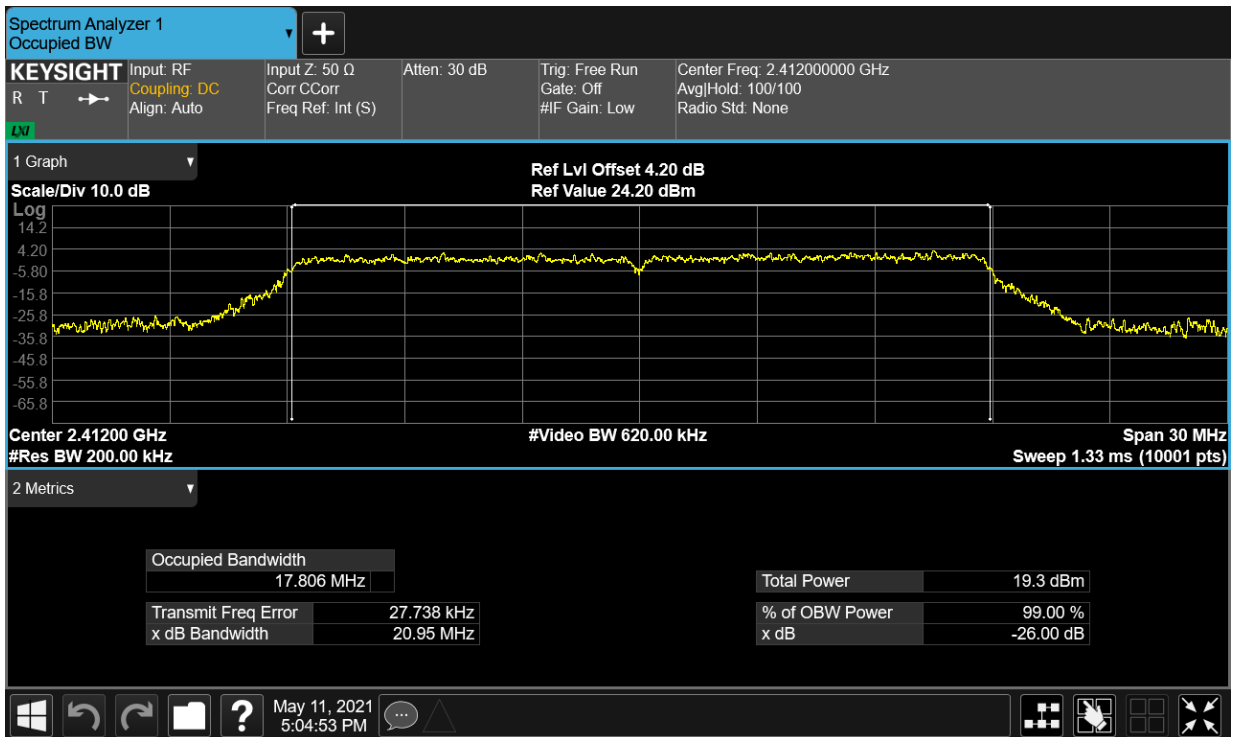 Spectrum Analyzer 1
Occupied BW
▼
+
KEYSIGHT
R T
LXI
Input: RF
Coupling: DC
Align: Auto
Input Z: 50 Ω
Corr CCorr
Freq Ref: Int (S)
Atten: 30 dB
Trig: Free Run
Gate: Off
#IF Gain: Low
Center Freq: 2.412000000 GHz
Avg|Hold: 100/100
Radio Std: None
1 Graph ▼
Ref Lvl Offset 4.20 dB
Scale/Div 10.0 dB Ref Value 24.20 dBm
Log
14.2
4.20
-5.80
-15.8
-25.8
-35.8
-45.8
-55.8
-65.8
Center 2.41200 GHz #Video BW 620.00 kHz Span 30 MHz
#Res BW 200.00 kHz Sweep 1.33 ms (10001 pts)
2 Metrics ▼
Occupied Bandwidth
17.806 MHz
Total Power 19.3 dBm
Transmit Freq Error 27.738 kHz % of OBW Power 99.00 %
x dB Bandwidth 20.95 MHz x dB -26.00 dB
?
May 11, 2021
5:04:53 PM